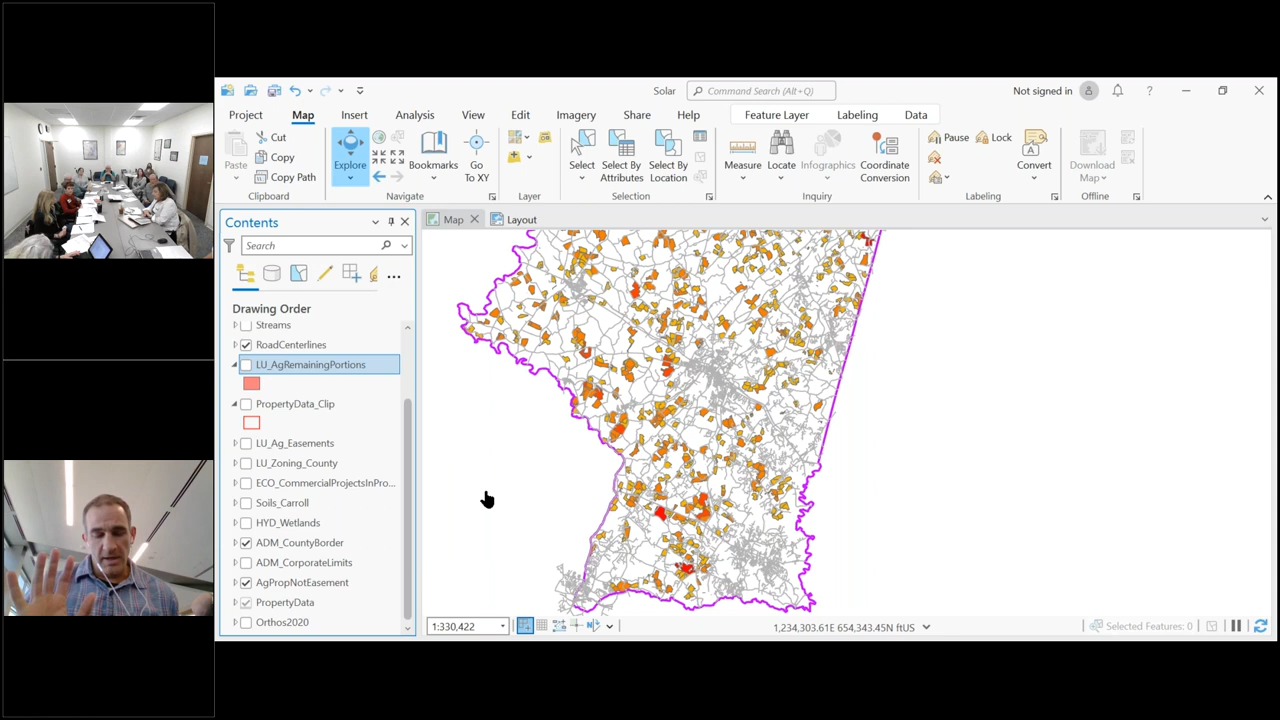 Solar
Command Search (Alt+Q)
Not signed in
?
Project
Map
Insert
Analysis
View
Edit
Imagery
Share
Help
Feature Layer
Labeling
Data
Paste
Cut
Copy
Copy Path
Clipboard
Explore
Bookmarks
Go
To XY
Navigate
Layer
Select
Select By
Attributes
Select By
Location
Selection
Measure
Locate
Infographics
Coordinate
Conversion
Inquiry
Pause
Lock
Convert
Labeling
Download
Map
Offline
Contents
Search
Drawing Order
Streams
RoadCenterlines
LU_AgRemainingPortions
PropertyData_Clip
LU_Ag_Easements
LU_Zoning_County
ECO_CommercialProjectsInPro...
Soils_Carroll
HYD_Wetlands
ADM_CountyBorder
ADM_CorporateLimits
AgPropNotEasement
PropertyData
Orthos2020
Map
Layout
1:330,422
1,234,303.61E 654,343.45N ftUS
Selected Features: 0